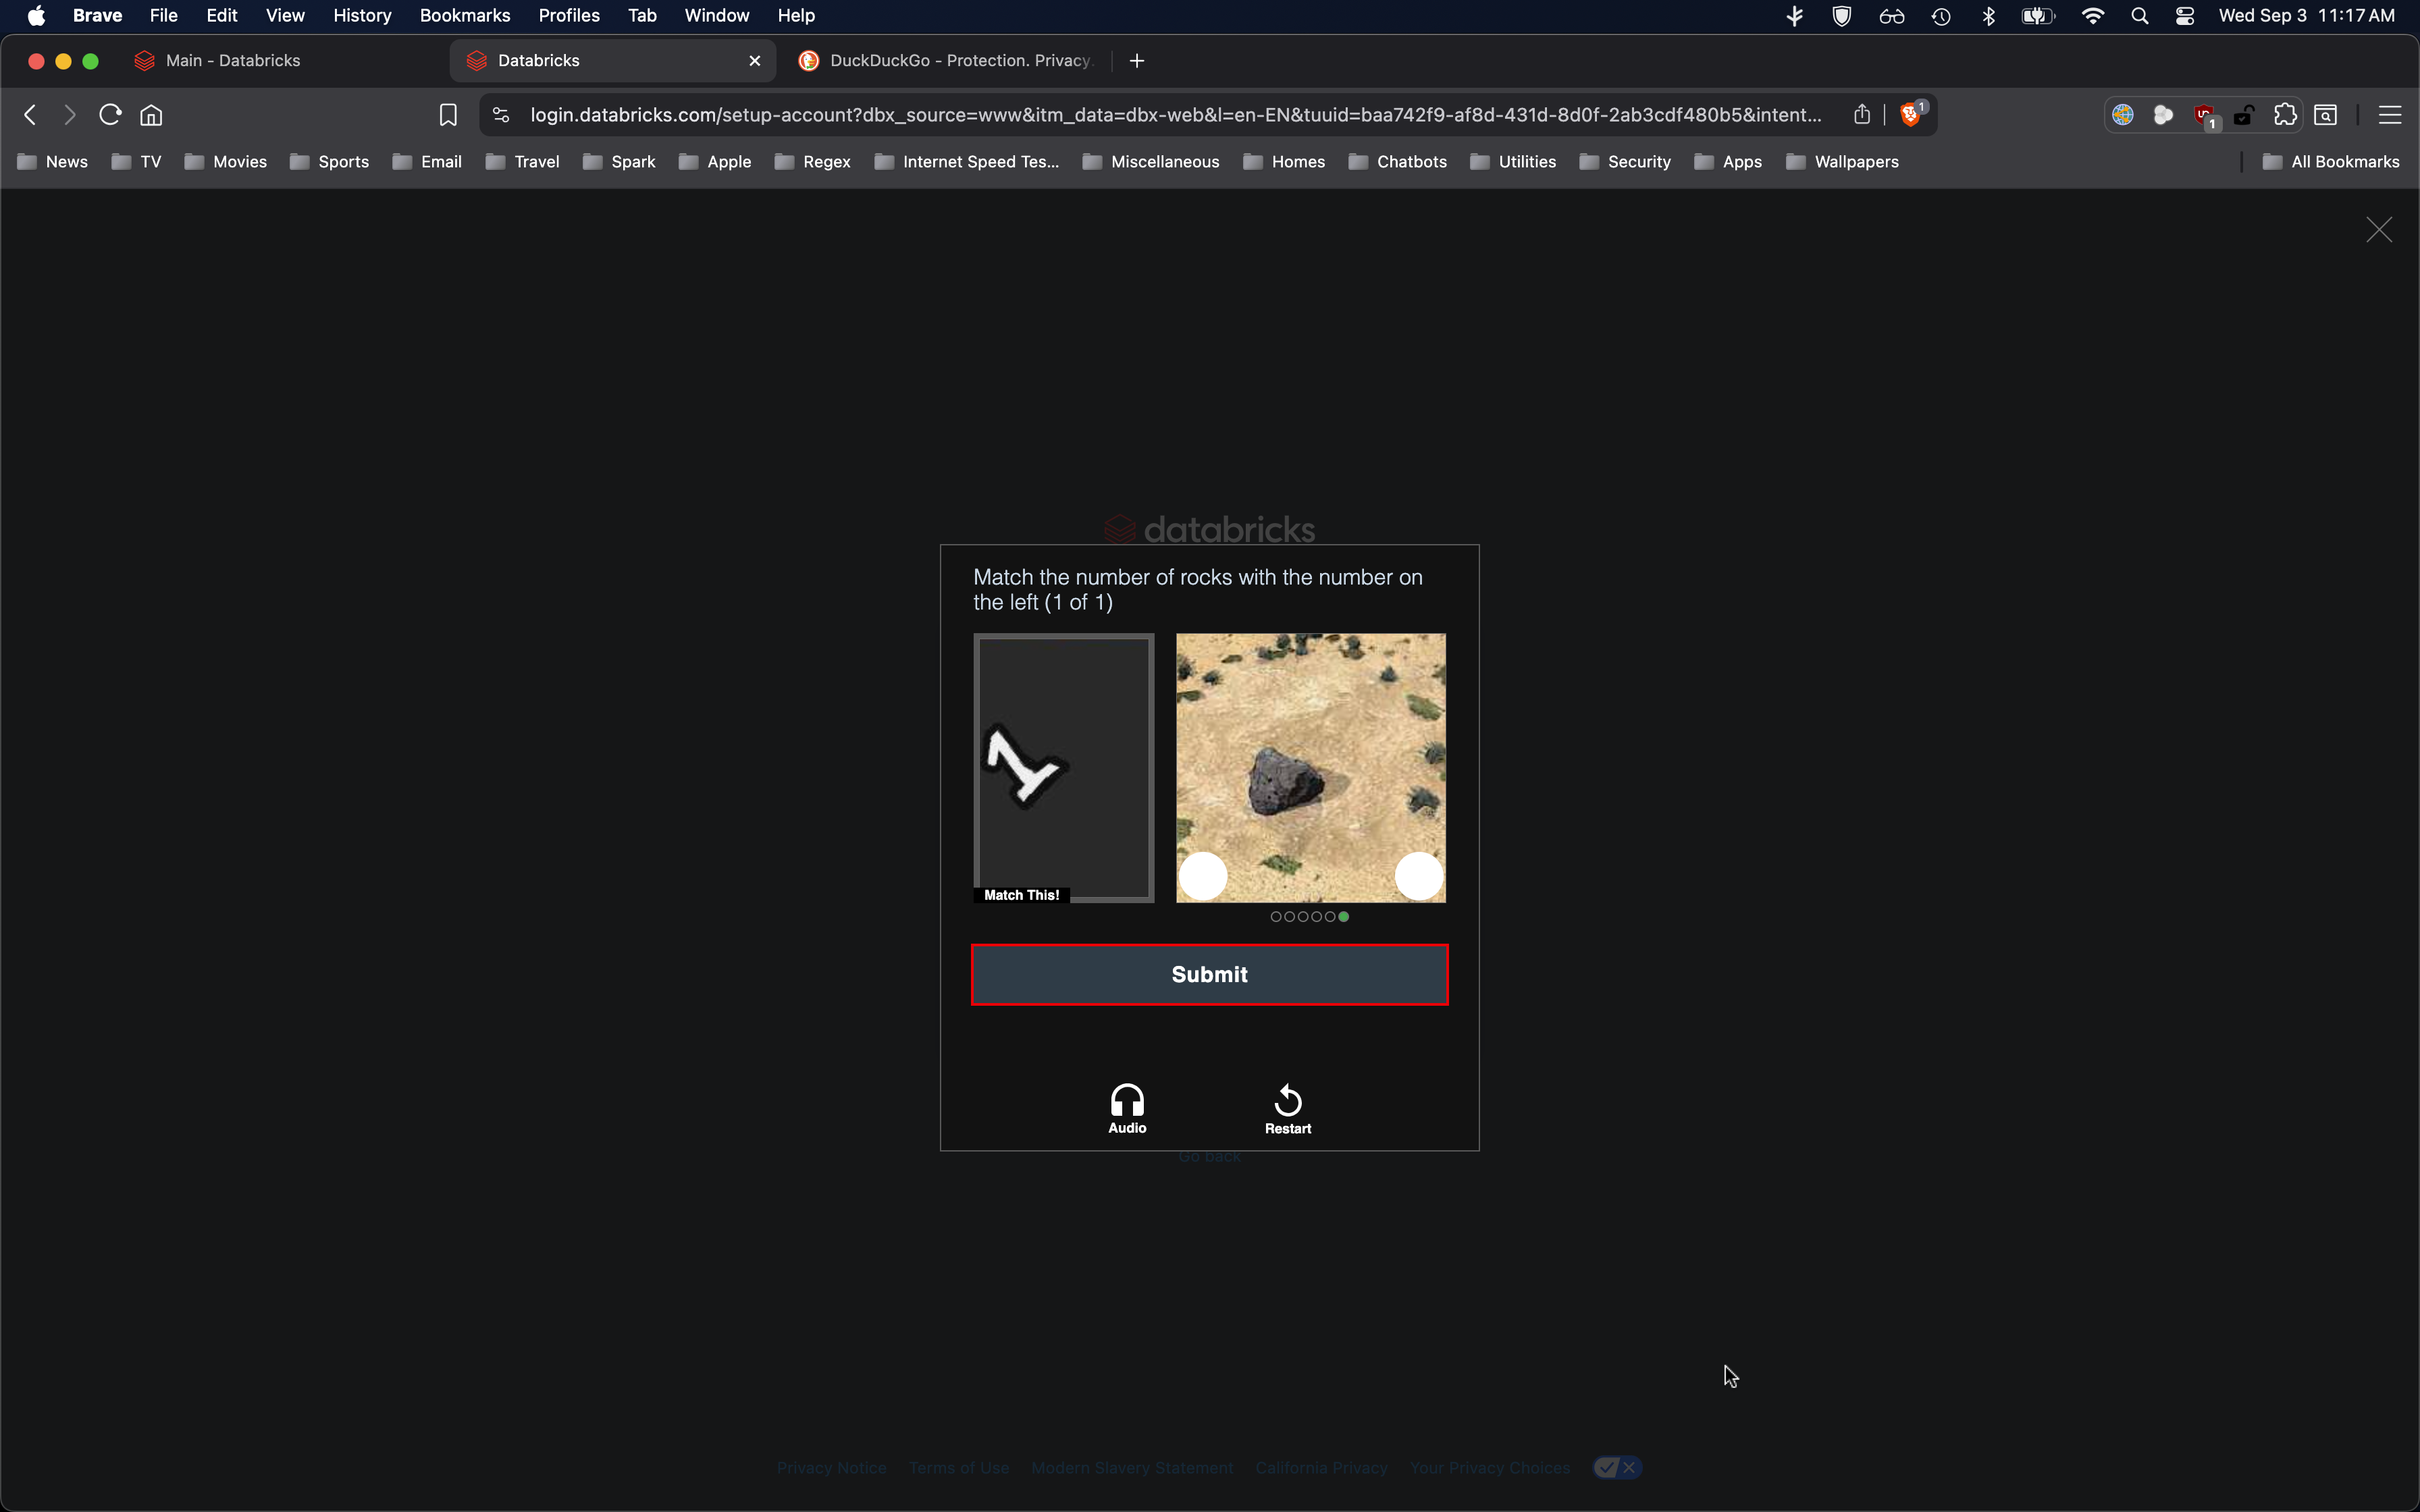 Brave File Edit View History Bookmarks Profiles Tab Window Help Wed Sep 3 11:17 AM
Main - Databricks Databricks DuckDuckGo - Protection. Privacy.
login.databricks.com/setup-account?dbx_source=www&itm_data=dbx-web&l=en-EN&tuuid=baa742f9-af8d-431d-8d0f-2ab3cdf480b5&intent... 1 1
News TV Movies Sports Email Travel Spark Apple Regex Internet Speed Tes... Miscellaneous Homes Chatbots Utilities Security Apps Wallpapers All Bookmarks
databricks
Match the number of rocks with the number on
the left (1 of 1)
1
Match This!
Submit
Audio Restart
Go back
Privacy Notice Terms of Use Modern Slavery Statement California Privacy Your Privacy Choices